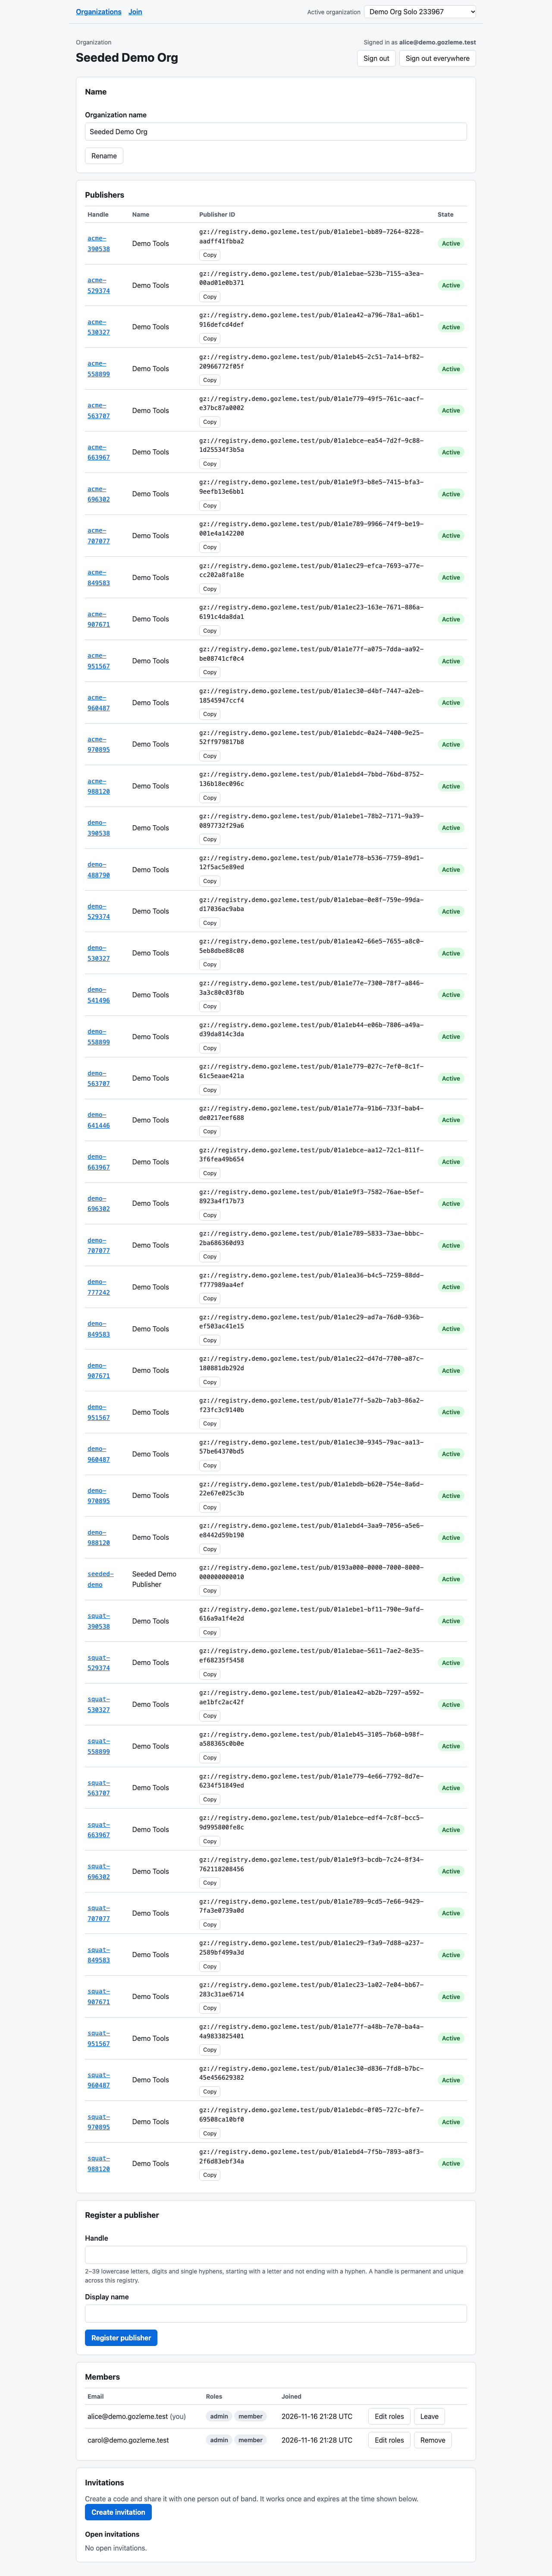 Organizations Join Active organization Demo Org Solo 233967
Organization
Signed in as alice@demo.gozleme.test
Seeded Demo Org
Sign out Sign out everywhere
Name
Organization name
Seeded Demo Org
Rename
Publishers
Handle Name Publisher ID State
acme-390538 Demo Tools gz://registry.demo.gozleme.test/pub/01a1ebe1-bb89-7264-8228-aadff41fbba2 Active
Copy
acme-529374 Demo Tools gz://registry.demo.gozleme.test/pub/01a1ebae-523b-7155-a3ea-00ad01e0b371 Active
Copy
acme-530327 Demo Tools gz://registry.demo.gozleme.test/pub/01a1ea42-a796-78a1-a6b1-916defcd4def Active
Copy
acme-558899 Demo Tools gz://registry.demo.gozleme.test/pub/01a1eb45-2c51-7a14-bf82-20966772f05f Active
Copy
acme-563707 Demo Tools gz://registry.demo.gozleme.test/pub/01a1e779-49f5-761c-aacf-e37bc87a0002 Active
Copy
acme-663967 Demo Tools gz://registry.demo.gozleme.test/pub/01a1ebce-ea54-7d2f-9c88-1d25534f3b5a Active
Copy
acme-696302 Demo Tools gz://registry.demo.gozleme.test/pub/01a1e9f3-b8e5-7415-bfa3-9eefb13e6bb1 Active
Copy
acme-707077 Demo Tools gz://registry.demo.gozleme.test/pub/01a1e789-9966-74f9-be19-001e4a142200 Active
Copy
acme-849583 Demo Tools gz://registry.demo.gozleme.test/pub/01a1ec29-efca-7693-a77e-cc202a8fa18e Active
Copy
acme-907671 Demo Tools gz://registry.demo.gozleme.test/pub/01a1ec23-163e-7671-886a-6191c4da8da1 Active
Copy
acme-951567 Demo Tools gz://registry.demo.gozleme.test/pub/01a1e77f-a075-7dda-aa92-be08741cf0c4 Active
Copy
acme-960487 Demo Tools gz://registry.demo.gozleme.test/pub/01a1ec30-d4bf-7447-a2eb-18545947ccf4 Active
Copy
acme-970895 Demo Tools gz://registry.demo.gozleme.test/pub/01a1ebdc-0a24-7400-9e25-52ff979817b8 Active
Copy
acme-988120 Demo Tools gz://registry.demo.gozleme.test/pub/01a1ebd4-7bbd-76bd-8752-136b18ec096c Active
Copy
demo-390538 Demo Tools gz://registry.demo.gozleme.test/pub/01a1ebe1-78b2-7171-9a39-0897732f29a6 Active
Copy
demo-488790 Demo Tools gz://registry.demo.gozleme.test/pub/01a1e778-b536-7759-89d1-12f5ac5e89ed Active
Copy
demo-529374 Demo Tools gz://registry.demo.gozleme.test/pub/01a1ebae-0e8f-759e-99da-d17036ac9aba Active
Copy
demo-530327 Demo Tools gz://registry.demo.gozleme.test/pub/01a1ea42-66e5-7655-a8c0-5eb8dbe88c08 Active
Copy
demo-541496 Demo Tools gz://registry.demo.gozleme.test/pub/01a1e77e-7300-78f7-a846-3a3c80c03f8b Active
Copy
demo-558899 Demo Tools gz://registry.demo.gozleme.test/pub/01a1eb44-e06b-7806-a49a-d39da814c3da Active
Copy
demo-563707 Demo Tools gz://registry.demo.gozleme.test/pub/01a1e779-027c-7ef0-8c1f-61c5eaae421a Active
Copy
demo-641446 Demo Tools gz://registry.demo.gozleme.test/pub/01a1e77a-91b6-733f-bab4-de0217eef688 Active
Copy
demo-663967 Demo Tools gz://registry.demo.gozleme.test/pub/01a1ebce-aa12-72c1-811f-3f6fea49b654 Active
Copy
demo-696302 Demo Tools gz://registry.demo.gozleme.test/pub/01a1e9f3-7582-76ae-b5ef-8923a4f17b73 Active
Copy
demo-707077 Demo Tools gz://registry.demo.gozleme.test/pub/01a1e789-5833-73ae-bbbc-2ba686360d93 Active
Copy
demo-777242 Demo Tools gz://registry.demo.gozleme.test/pub/01a1ea36-b4c5-7259-88dd-f777989aa4ef Active
Copy
demo-849583 Demo Tools gz://registry.demo.gozleme.test/pub/01a1ec29-ad7a-76d0-936b-ef503ac41e15 Active
Copy
demo-907671 Demo Tools gz://registry.demo.gozleme.test/pub/01a1ec22-d47d-7700-a87c-180881db292d Active
Copy
demo-951567 Demo Tools gz://registry.demo.gozleme.test/pub/01a1e77f-5a2b-7ab3-86a2-f23fc3c9140b Active
Copy
demo-960487 Demo Tools gz://registry.demo.gozleme.test/pub/01a1ec30-9345-79ac-aa13-57be64370bd5 Active
Copy
demo-970895 Demo Tools gz://registry.demo.gozleme.test/pub/01a1ebdb-b620-754e-8a6d-22e67e025c3b Active
Copy
demo-988120 Demo Tools gz://registry.demo.gozleme.test/pub/01a1ebd4-3aa9-7056-a5e6-e8442d59b190 Active
Copy
seeded-demo Seeded Demo Publisher gz://registry.demo.gozleme.test/pub/0193a000-0000-7000-8000-000000000010 Active
Copy
squat-390538 Demo Tools gz://registry.demo.gozleme.test/pub/01a1ebe1-bf11-790e-9afd-616a9a1f4e2d Active
Copy
squat-529374 Demo Tools gz://registry.demo.gozleme.test/pub/01a1ebae-5611-7ae2-8e35-ef68235f5458 Active
Copy
squat-530327 Demo Tools gz://registry.demo.gozleme.test/pub/01a1ea42-ab2b-7297-a592-ae1bfc2ac42f Active
Copy
squat-558899 Demo Tools gz://registry.demo.gozleme.test/pub/01a1eb45-3105-7b60-b98f-a588365c0b0e Active
Copy
squat-563707 Demo Tools gz://registry.demo.gozleme.test/pub/01a1e779-4e66-7792-8d7e-6234f51849ed Active
Copy
squat-663967 Demo Tools gz://registry.demo.gozleme.test/pub/01a1ebce-edf4-7c8f-bcc5-9d995800fe8c Active
Copy
squat-696302 Demo Tools gz://registry.demo.gozleme.test/pub/01a1e9f3-bcdb-7c24-8f34-762118208456 Active
Copy
squat-707077 Demo Tools gz://registry.demo.gozleme.test/pub/01a1e789-9cd5-7e66-9429-7fa3e0739a0d Active
Copy
squat-849583 Demo Tools gz://registry.demo.gozleme.test/pub/01a1ec29-f3a9-7d88-a237-2589bf499a3d Active
Copy
squat-907671 Demo Tools gz://registry.demo.gozleme.test/pub/01a1ec23-1a02-7e04-bb67-283c31ae6714 Active
Copy
squat-951567 Demo Tools gz://registry.demo.gozleme.test/pub/01a1e77f-a48b-7e70-ba4a-4a9833825401 Active
Copy
squat-960487 Demo Tools gz://registry.demo.gozleme.test/pub/01a1ec30-d836-7fd8-b7bc-45e456629382 Active
Copy
squat-970895 Demo Tools gz://registry.demo.gozleme.test/pub/01a1ebdc-0f05-727c-bfe7-69508ca10bf0 Active
Copy
squat-988120 Demo Tools gz://registry.demo.gozleme.test/pub/01a1ebd4-7f5b-7893-a8f3-2f6d83ebf34a Active
Copy
Register a publisher
Handle
2–39 lowercase letters, digits and single hyphens, starting with a letter and not ending with a hyphen. A handle is permanent and unique
across this registry.
Display name
Register publisher
Members
Email Roles Joined
alice@demo.gozleme.test (you) admin member 2026-11-16 21:28 UTC Edit roles Leave
carol@demo.gozleme.test admin member 2026-11-16 21:28 UTC Edit roles Remove
Invitations
Create a code and share it with one person out of band. It works once and expires at the time shown below.
Create invitation
Open invitations
No open invitations.